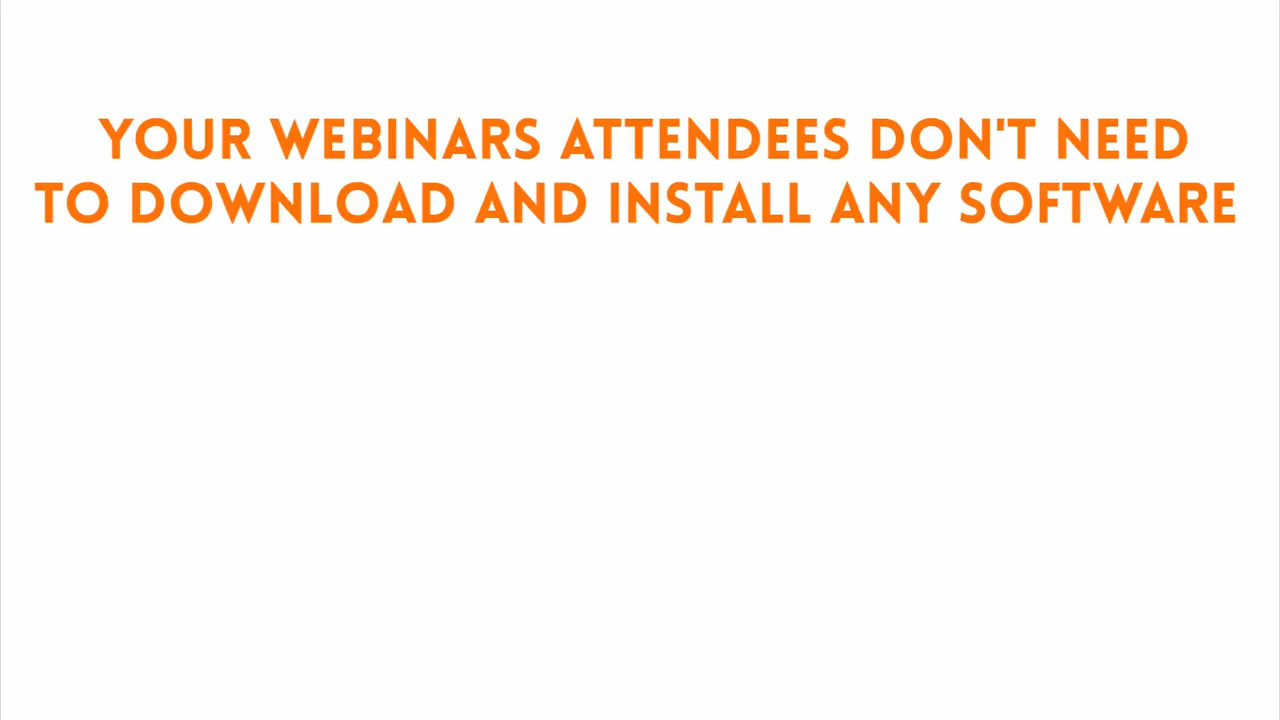 YOUR WEBINARS ATTENDEES DON'T NEED
TO DOWNLOAD AND INSTALL ANY SOFTWARE